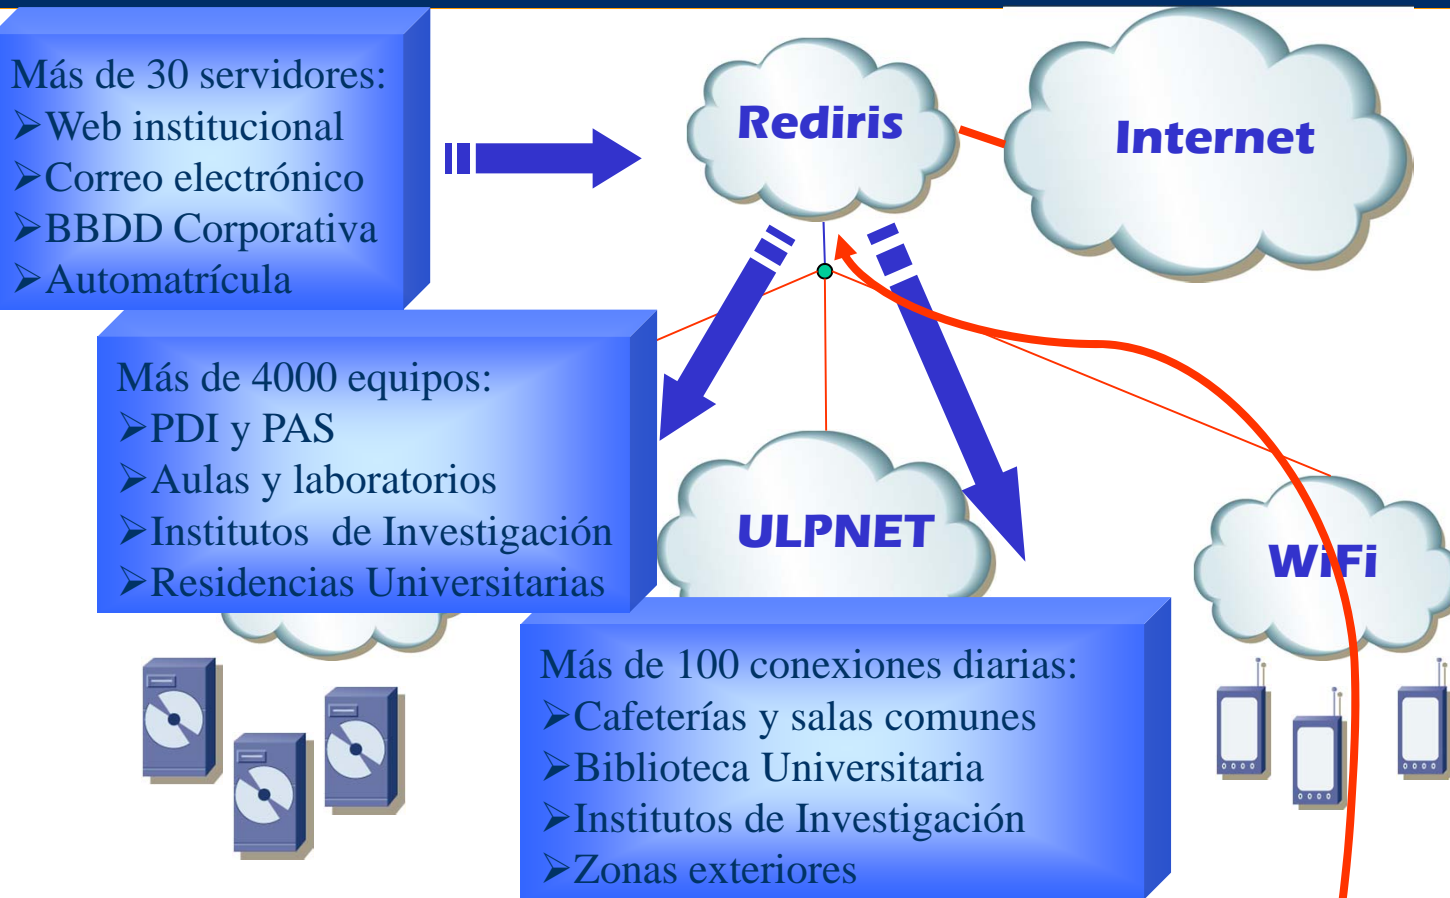 Más de 30 servidores:
➢Web institucional
➢Correo electrónico
➢BBDD Corporativa
➢Automatrícula
Rediris
Internet
Más de 4000 equipos:
➢PDI y PAS
➢Aulas y laboratorios
➢Institutos  de Investigación
➢Residencias Universitarias
ULPNET
WiFi
Más de 100 conexiones diarias:
➢Cafeterías y salas comunes
➢Biblioteca Universitaria
➢Institutos de Investigación
➢Zonas exteriores